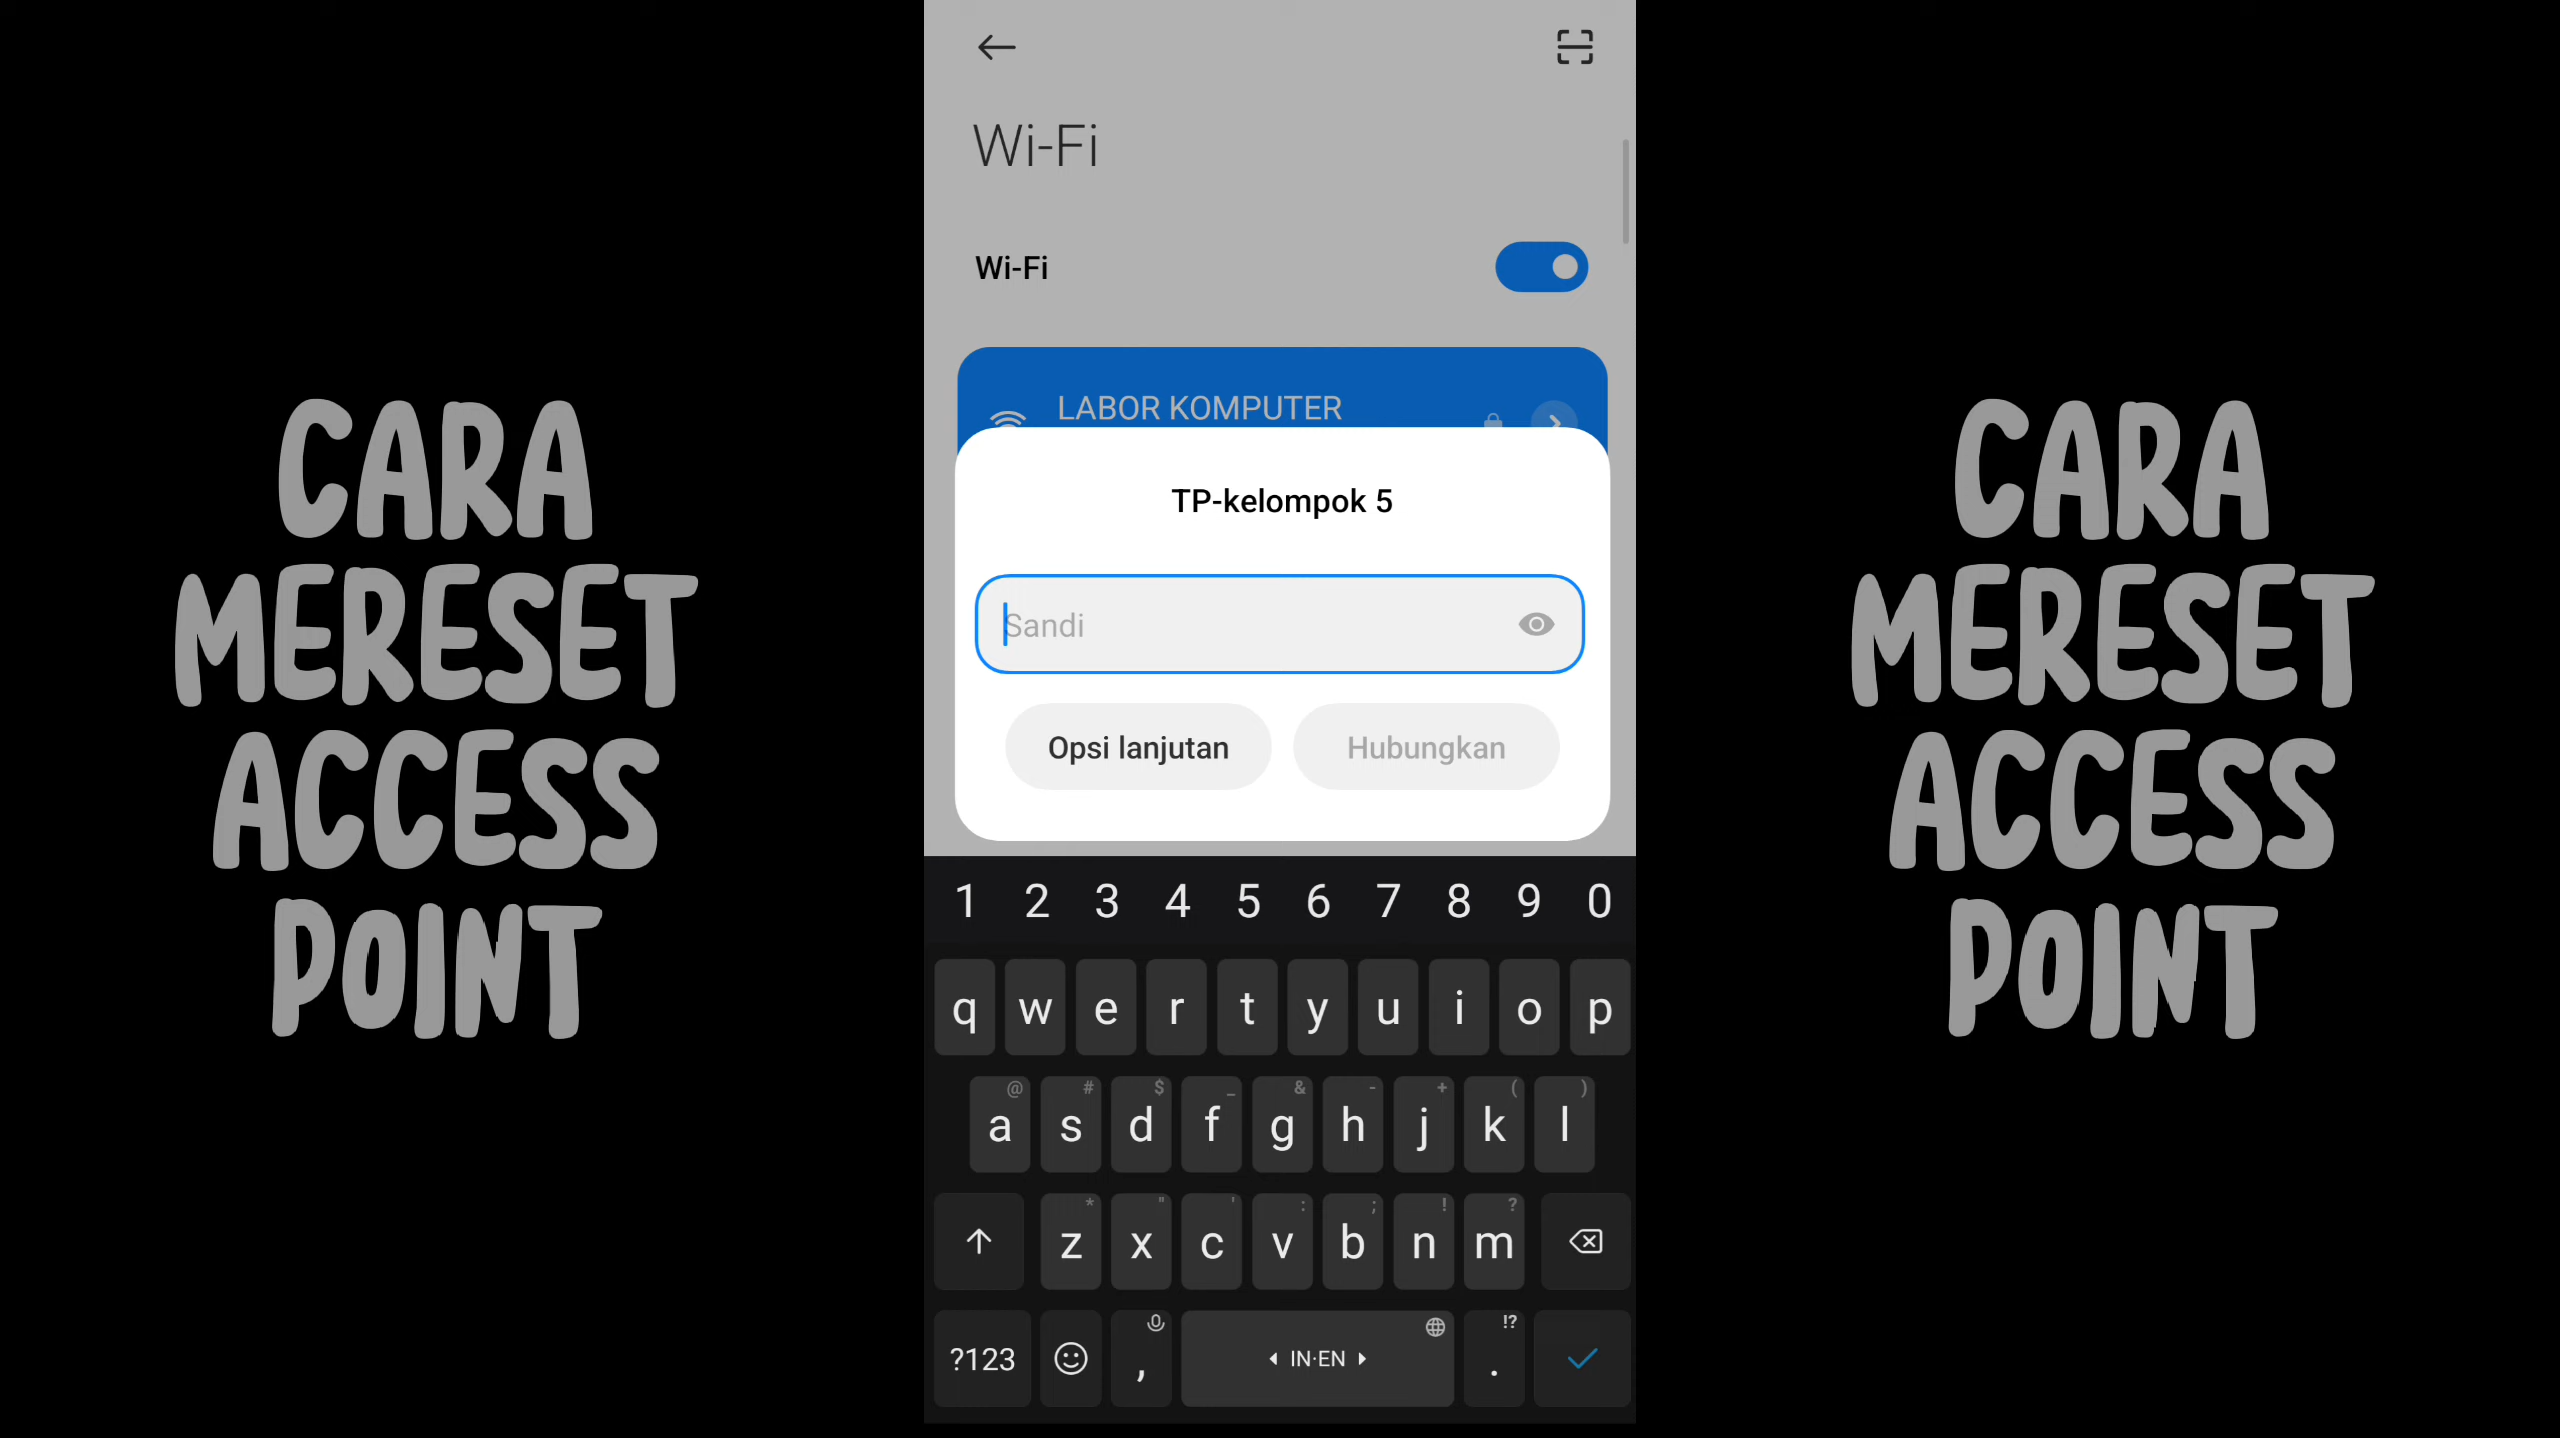 CARA
MERESET
ACCESS
POINT
Wi-Fi
Wi-Fi
LABOR KOMPUTER
TP-kelompok 5
Sandi
Opsi lanjutan
Hubungkan
1 2 3 4 5 6 7 8 9 0
q w e r t y u i o p
@ # $ _ & - + ( )
a s d f g h j k l
* " ' : ; ! ?
z x c v b n m
!?
?123 , IN·EN .
CARA
MERESET
ACCESS
POINT